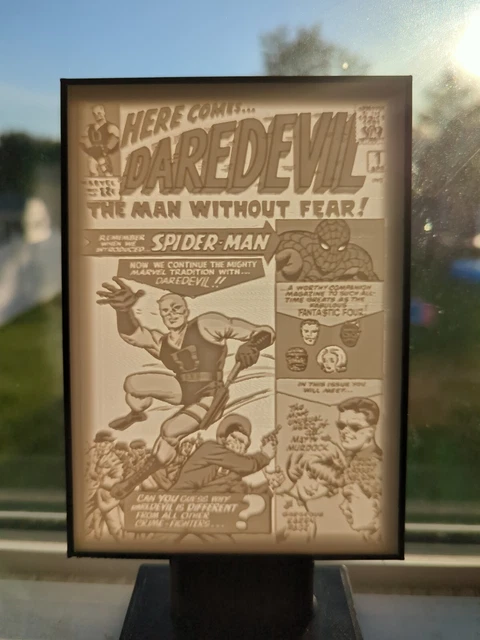 HERE COMES...
DAREDEVIL
THE MAN WITHOUT FEAR!
REMEMBER
WHEN WE
INTRODUCED...
SPIDER-MAN
NOW WE CONTINUE THE MIGHTY
MARVEL TRADITION WITH...
DAREDEVIL!!
A WORTHY COMPANION
MAGAZINE TO SUCH ALL-
TIME GREATS AS THE
FABULOUS
FANTASTIC FOUR!
IN THIS ISSUE YOU
WILL MEET...
MURDOCK
PAGE
CAN YOU GUESS WHY
DAREDEVIL IS DIFFERENT
FROM ALL OTHER
CRIME-FIGHTERS...
?